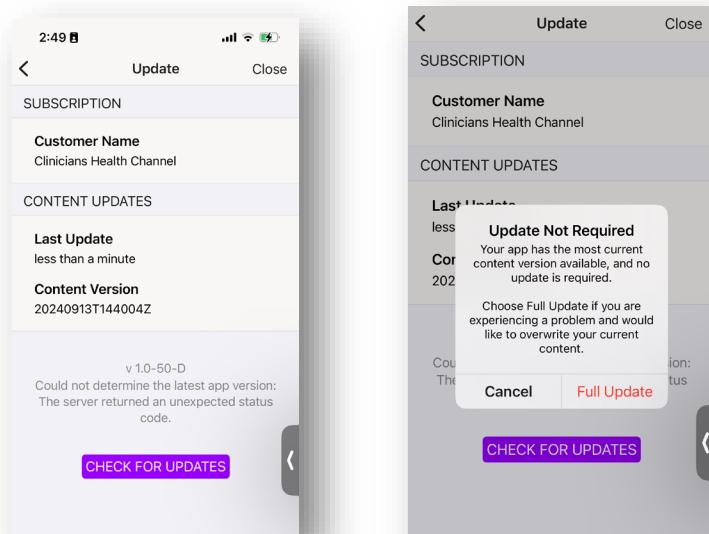 2:49
Update
Close
SUBSCRIPTION
Customer Name
Clinicians Health Channel
CONTENT UPDATES
Last Update
less than a minute
Content Version
20240913T144004Z
v 1.0-50-D
Could not determine the latest app version:
The server returned an unexpected status
code.
CHECK FOR UPDATES
Update
Close
SUBSCRIPTION
Customer Name
Clinicians Health Channel
CONTENT UPDATES
Last Update
less
202
Update Not Required
Your app has the most current
content version available, and no
update is required.
Choose Full Update if you are
experiencing a problem and would
like to overwrite your current
content.
Cancel
Full Update
CHECK FOR UPDATES